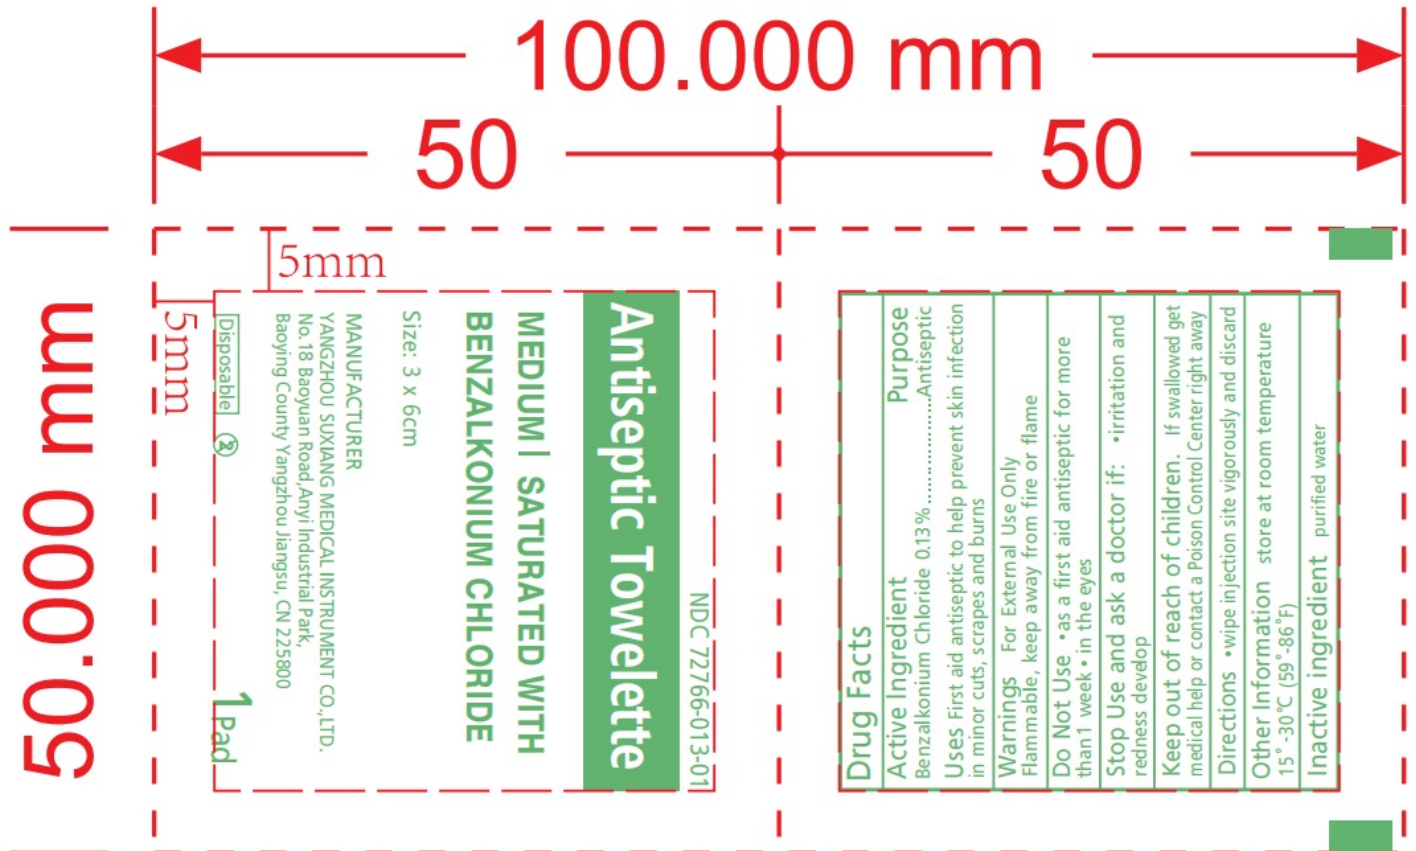 100.000 mm
50
50
50.000 mm
5mm
5mm
NDC 72766-013-01
Antiseptic Towelette
MEDIUM | SATURATED WITH
BENZALKONIUM CHLORIDE
Size: 3 x 6cm
MANUFACTURER
YANGZHOU SUXIANG MEDICAL INSTRUMENT CO.,LTD.
No.18 Baoyuan Road,Anyi Industrial Park,
Baoying County Yangzhou Jiangsu, CN 225800
Disposable 2
1 Pad
Drug Facts
Active Ingredient Purpose
Benzalkonium Chloride 0.13%....................Antiseptic
Uses First aid antiseptic to help prevent skin infection
in minor cuts, scrapes and burns
Warnings For External Use Only
Flammable, keep away from fire or flame
Do Not Use •as a first aid antiseptic for more
than1 week • in the eyes
Stop Use and ask a doctor if: •irritation and
redness develop
Keep out of reach of children. If swallowed get
medical help or contact a Poison Control Center right away
Directions •wipe injection site vigorously and discard
Other Information store at room temperature
15°-30℃ (59°-86°F)
Inactive ingredient purified water